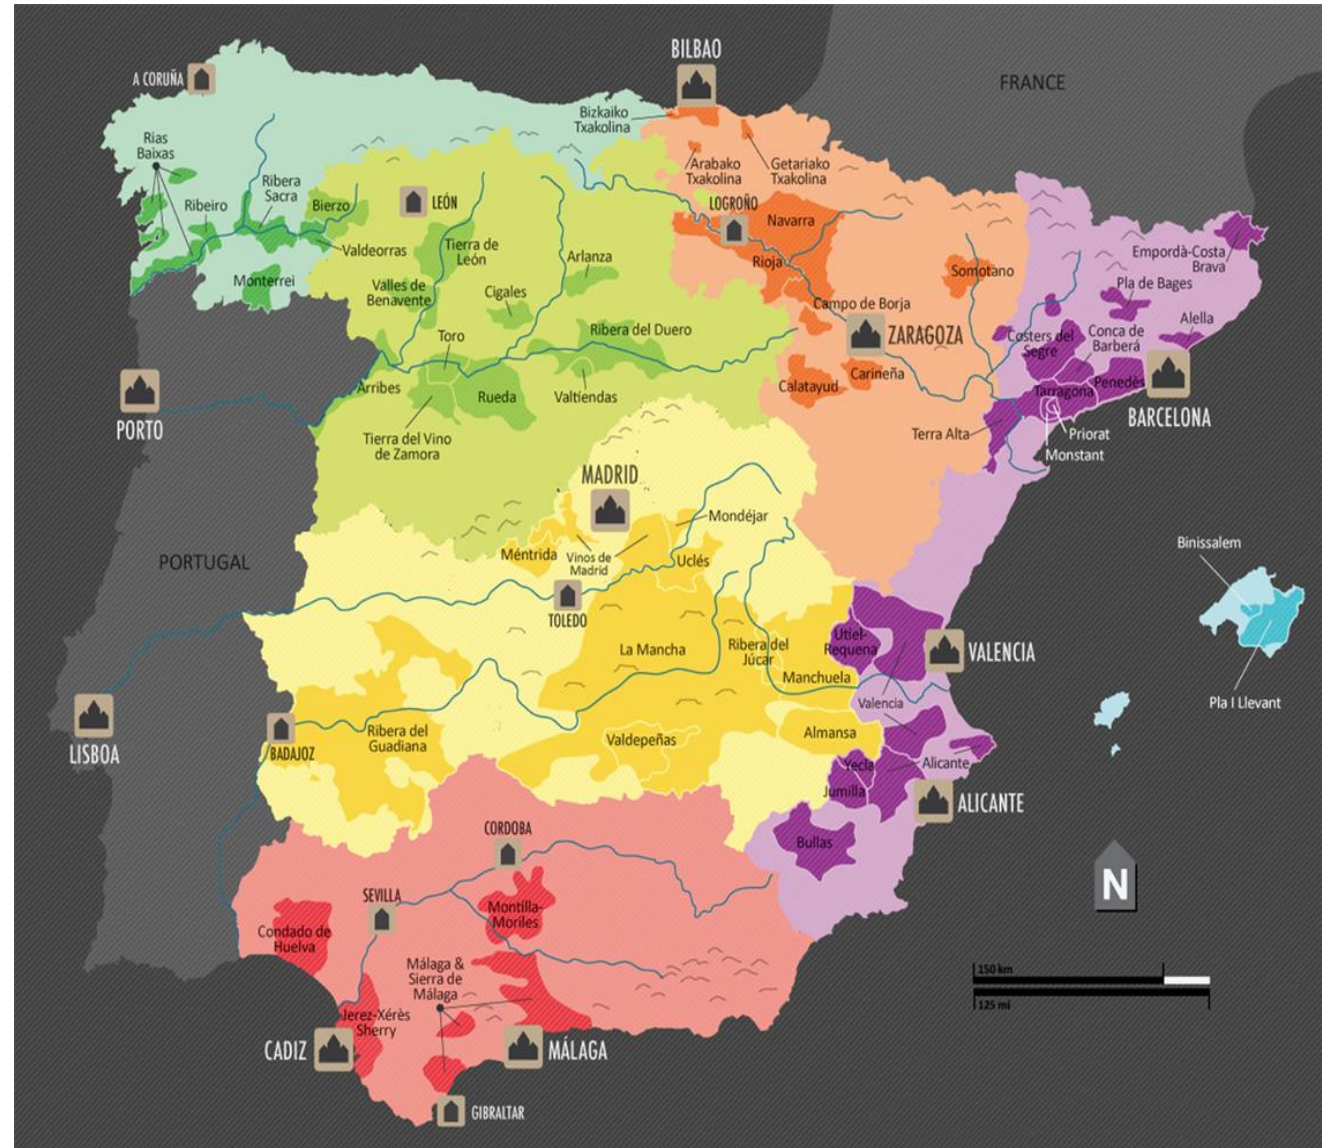 BILBAO
FRANCE
A CORUÑA
Bizkaiko
Txakolina
Rias
Baixas
Arabako
Txakolina
Getariako
Txakolina
Ribera
Sacra
Ribeiro
Bierzo
LEÓN
LOGROÑO
Navarra
Valdeorras
Tierra de
León
Arlanza
Rioja
Somotano
Empordà-Costa
Brava
Monterrei
Valles de
Benavente
Cigales
Pla de Bages
Campo de Borja
Alella
Toro
Ribera del Duero
ZARAGOZA
Costers del
Segre
Conca de
Barberá
Arribes
Rueda
Valtiendas
Calatayud
Carineña
Tarragona
Penedès
BARCELONA
PORTO
Tierra del Vino
de Zamora
Terra Alta
Priorat
Monstant
MADRID
Mondéjar
PORTUGAL
Méntrida
Vinos de
Madrid
Uclés
Binissalem
TOLEDO
La Mancha
Ribera del
Júcar
Utiel-
Requena
VALENCIA
Manchuela
Valencia
Pla I Llevant
LISBOA
BADAJOZ
Ribera del
Guadiana
Valdepeñas
Almansa
Yecla
Alicante
Jumilla
ALICANTE
CORDOBA
Bullas
N
SEVILLA
Montilla-
Moriles
Condado de
Huelva
Málaga &
Sierra de
Málaga
150 km
125 mi
Jerez-Xérès
Sherry
CADIZ
MÁLAGA
GIBRALTAR